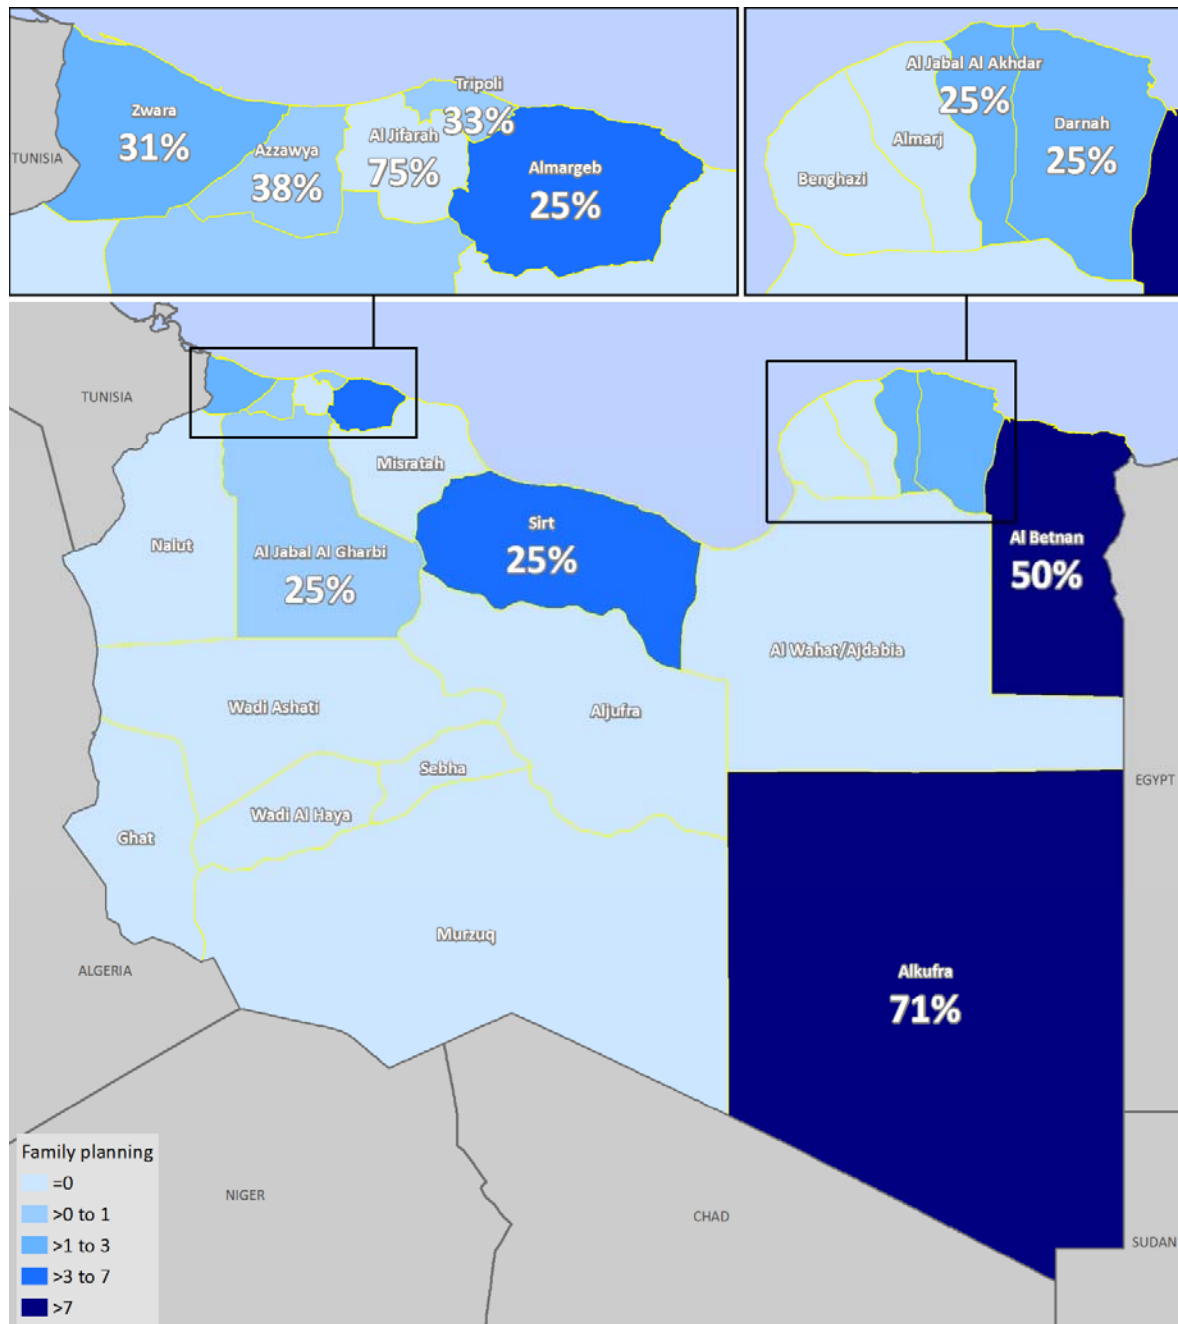 Tripoli
33%
Zwara
31%
TUNISIA
Azzawya
38%
Al Jifarah
75%
Almargeb
25%
Al Jabal Al Akhdar
25%
Darnah
25%
Almarj
Benghazi
TUNISIA
Misratah
Sirt
25%
Nalut
Al Jabal Al Gharbi
25%
Al Betnan
50%
Al Wahat/Ajdabia
Wadi Ashati
Aljufra
Sebha
EGYPT
Wadi Al Haya
Ghat
Murzuq
ALGERIA
Alkufra
71%
NIGER
CHAD
SUDAN
Family planning
=0
>0 to 1
>1 to 3
>3 to 7
>7